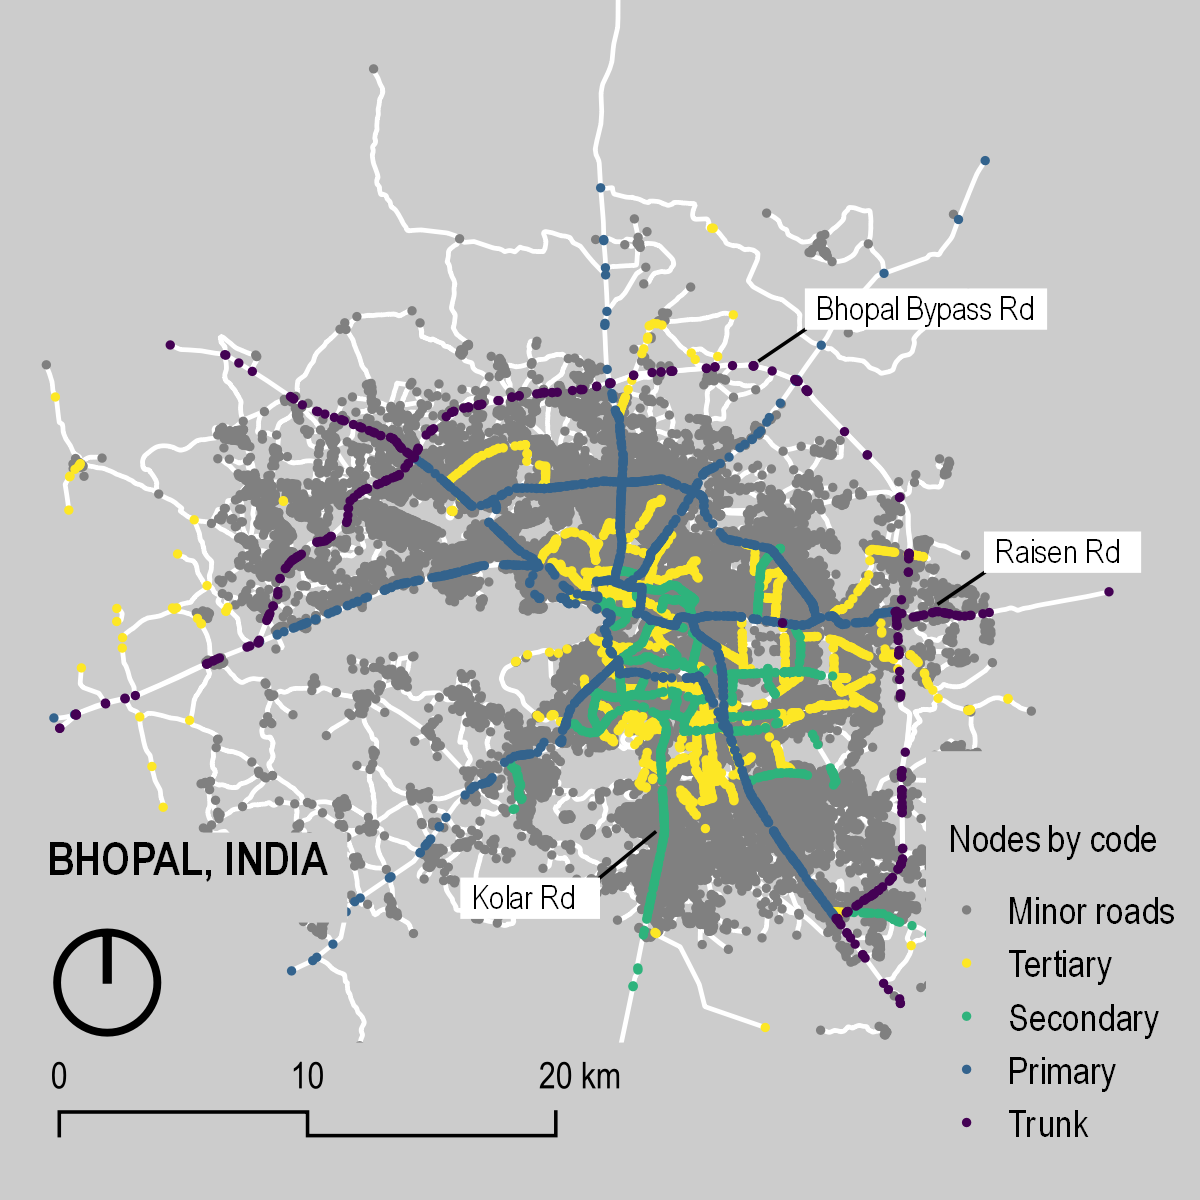 Bhopal Bypass Rd
Raisen Rd
Kolar Rd
BHOPAL, INDIA
0 10 20 km
Nodes by code
Minor roads
Tertiary
Secondary
Primary
Trunk